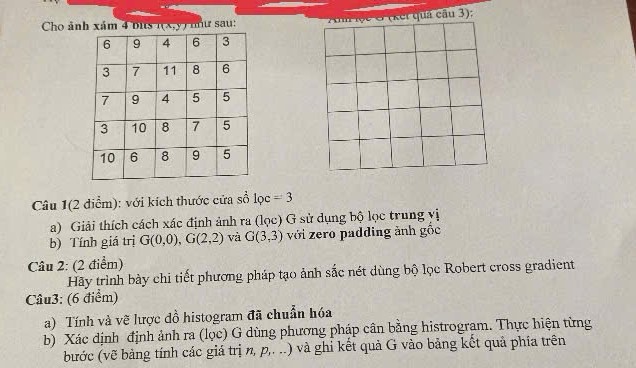 Cho ảnh xám 4 bits I(x,y) như sau:
(kết quả câu 3):
6 9 4 6 3
3 7 11 8 6
7 9 4 5 5
3 10 8 7 5
10 6 8 9 5
Câu 1(2 điểm): với kích thước cửa sổ lọc = 3
a) Giải thích cách xác định ảnh ra (lọc) G sử dụng bộ lọc trung vị
b) Tính giá trị G(0,0), G(2,2) và G(3,3) với zero padding ảnh gốc
Câu 2: (2 điểm)
Hãy trình bày chi tiết phương pháp tạo ảnh sắc nét dùng bộ lọc Robert cross gradient
Câu3: (6 điểm)
a) Tính và vẽ lược đồ histogram đã chuẩn hóa
b) Xác định định ảnh ra (lọc) G dùng phương pháp cân bằng histrogram. Thực hiện từng
bước (vẽ bảng tính các giá trị n, p,. ..) và ghi kết quả G vào bảng kết quả phía trên